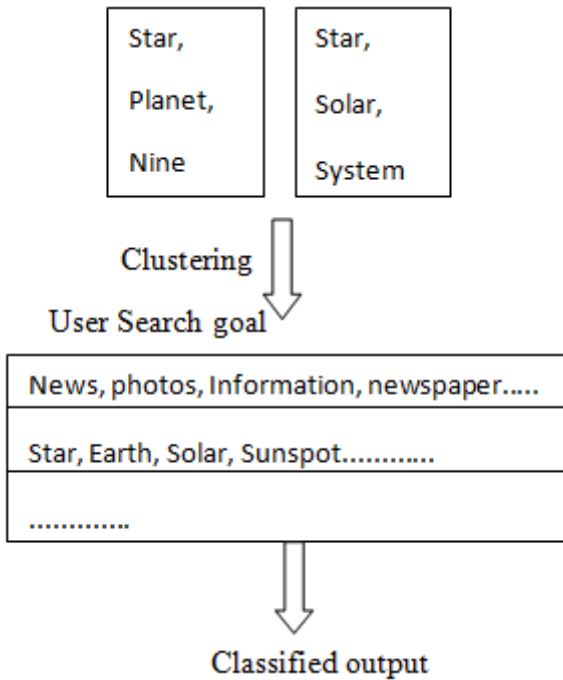 Star,
Planet,
Nine
Star,
Solar,
System
Clustering
User Search goal
News, photos, Information, newspaper.....
Star, Earth, Solar, Sunspot............
.............
Classified output